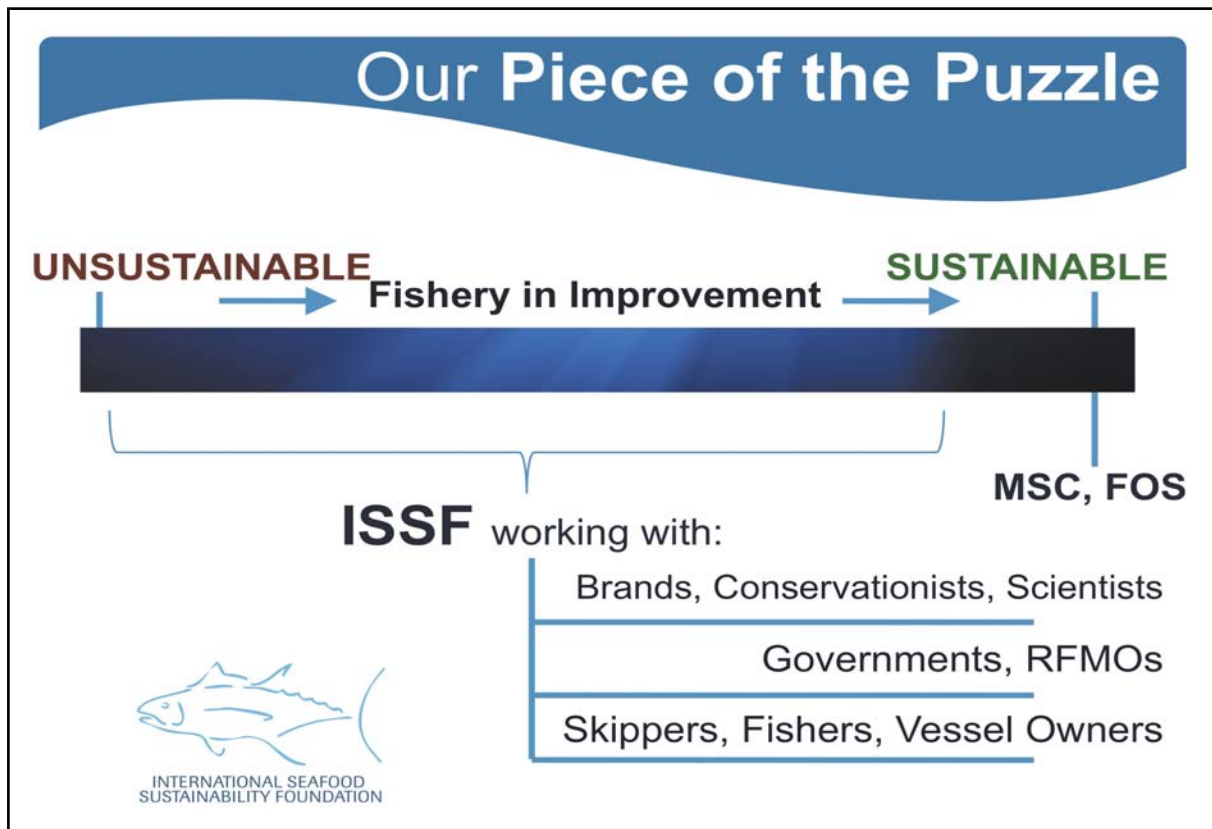 Our Piece of the Puzzle
UNSUSTAINABLE
SUSTAINABLE
Fishery in Improvement
MSC, FOS
ISSF working with:
Brands, Conservationists, Scientists
Governments, RFMOs
Skippers, Fishers, Vessel Owners
INTERNATIONAL SEAFOOD
SUSTAINABILITY FOUNDATION